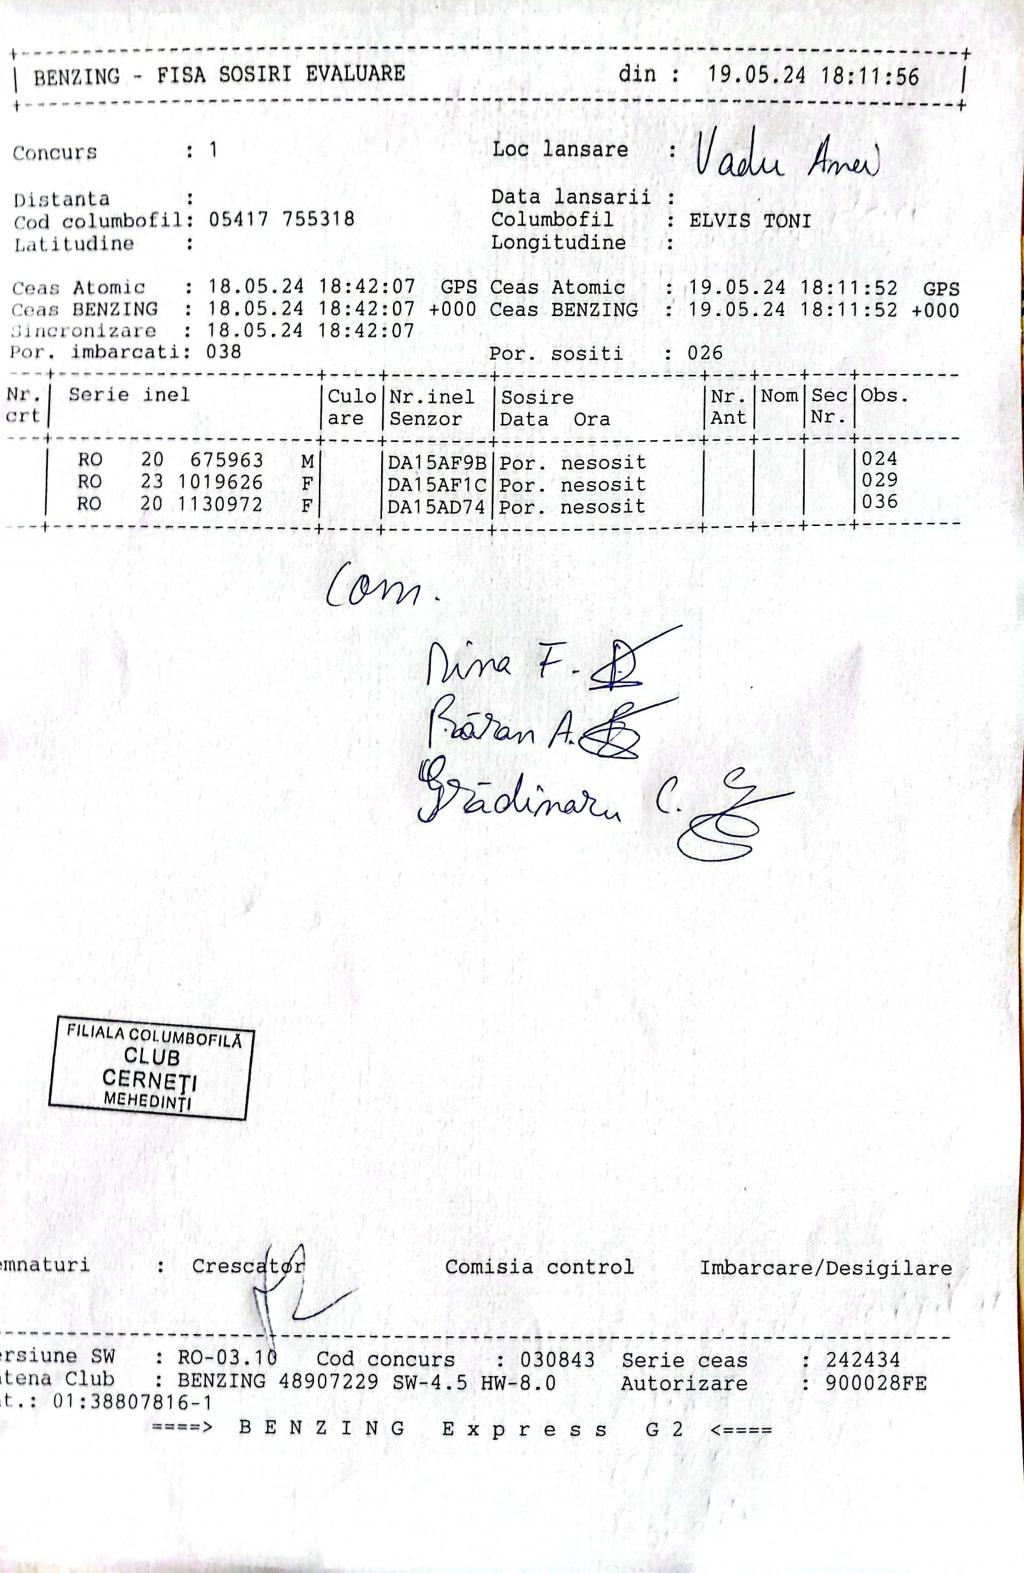 BENZING - FISA SOSIRI EVALUARE din : 19.05.24 18:11:56
Concurs : 1 Loc lansare : Vadu
Distanta : Data lansarii :
Cod columbofil: 05417 755318 Columbofil : ELVIS TONI
Latitudine : Longitudine :
Ceas Atomic : 18.05.24 18:42:07 GPS Ceas Atomic : 19.05.24 18:11:52 GPS
Ceas BENZING : 18.05.24 18:42:07 +000 Ceas BENZING : 19.05.24 18:11:52 +000
Sincronizare : 18.05.24 18:42:07
Por. imbarcati: 038 Por. sositi : 026
Nr. Serie inel Culo Nr.inel Sosire Nr. Nom Sec Obs.
crt are Senzor Data Ora Ant Nr.
RO 20 675963 M DA15AF9B Por. nesosit 024
RO 23 1019626 F DA15AF1C Por. nesosit 029
RO 20 1130972 F DA15AD74 Por. nesosit 036
Com.
Nina F.
A.
Grădinaru C.
FILIALA COLUMBOFILĂ
CLUB
CERNEȚI
MEHEDINȚI
mnaturi : Crescator Comisia control Imbarcare/Desigilare
ersiune SW : RO-03.10 Cod concurs : 030843 Serie ceas : 242434
tena Club : BENZING 48907229 SW-4.5 HW-8.0 Autorizare : 900028FE
t.: 01:38807816-1
====> B E N Z I N G E x p r e s s G 2 <====